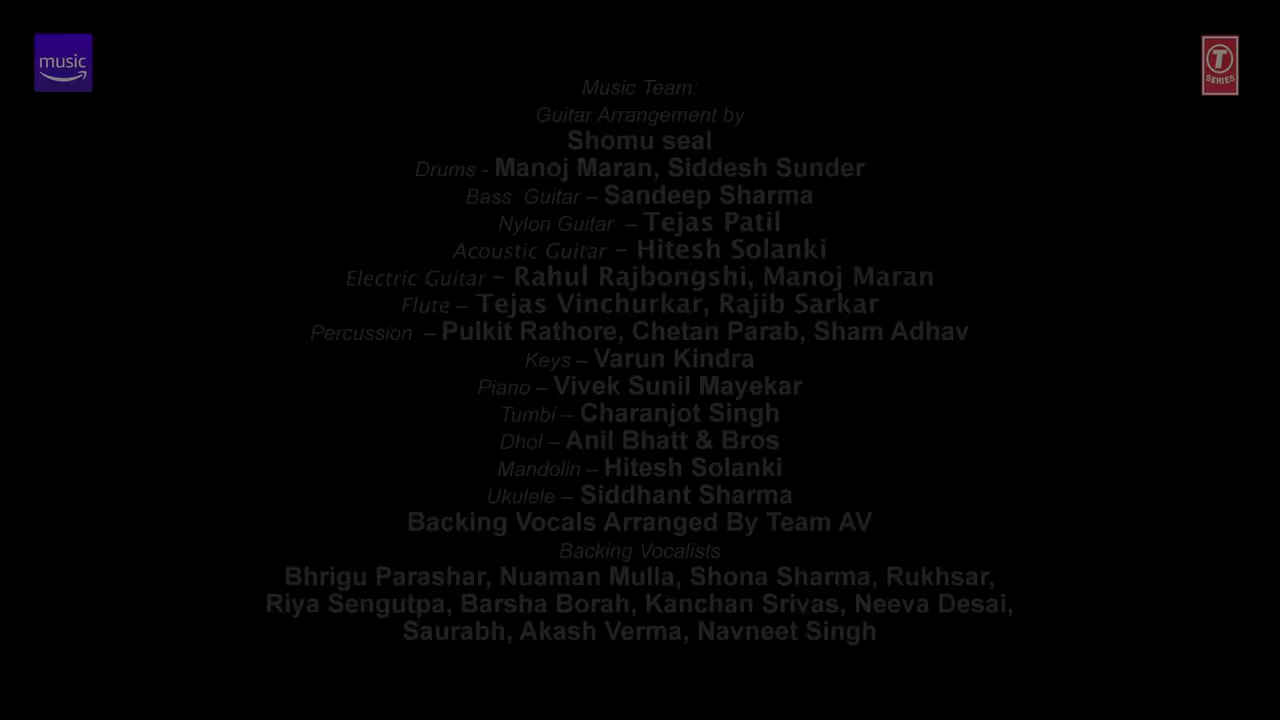 music
T
SERIES
Music Team:
Guitar Arrangement by
Shomu seal
Drums - Manoj Maran, Siddesh Sunder
Bass  Guitar – Sandeep Sharma
Nylon Guitar  – Tejas Patil
Acoustic Guitar – Hitesh Solanki
Electric Guitar – Rahul Rajbongshi, Manoj Maran
Flute – Tejas Vinchurkar, Rajib Sarkar
Percussion  – Pulkit Rathore, Chetan Parab, Sham Adhav
Keys – Varun Kindra
Piano – Vivek Sunil Mayekar
Tumbi – Charanjot Singh
Dhol – Anil Bhatt & Bros
Mandolin – Hitesh Solanki
Ukulele – Siddhant Sharma
Backing Vocals Arranged By Team AV
Backing Vocalists
Bhrigu Parashar, Nuaman Mulla, Shona Sharma, Rukhsar,
Riya Sengutpa, Barsha Borah, Kanchan Srivas, Neeva Desai,
Saurabh, Akash Verma, Navneet Singh